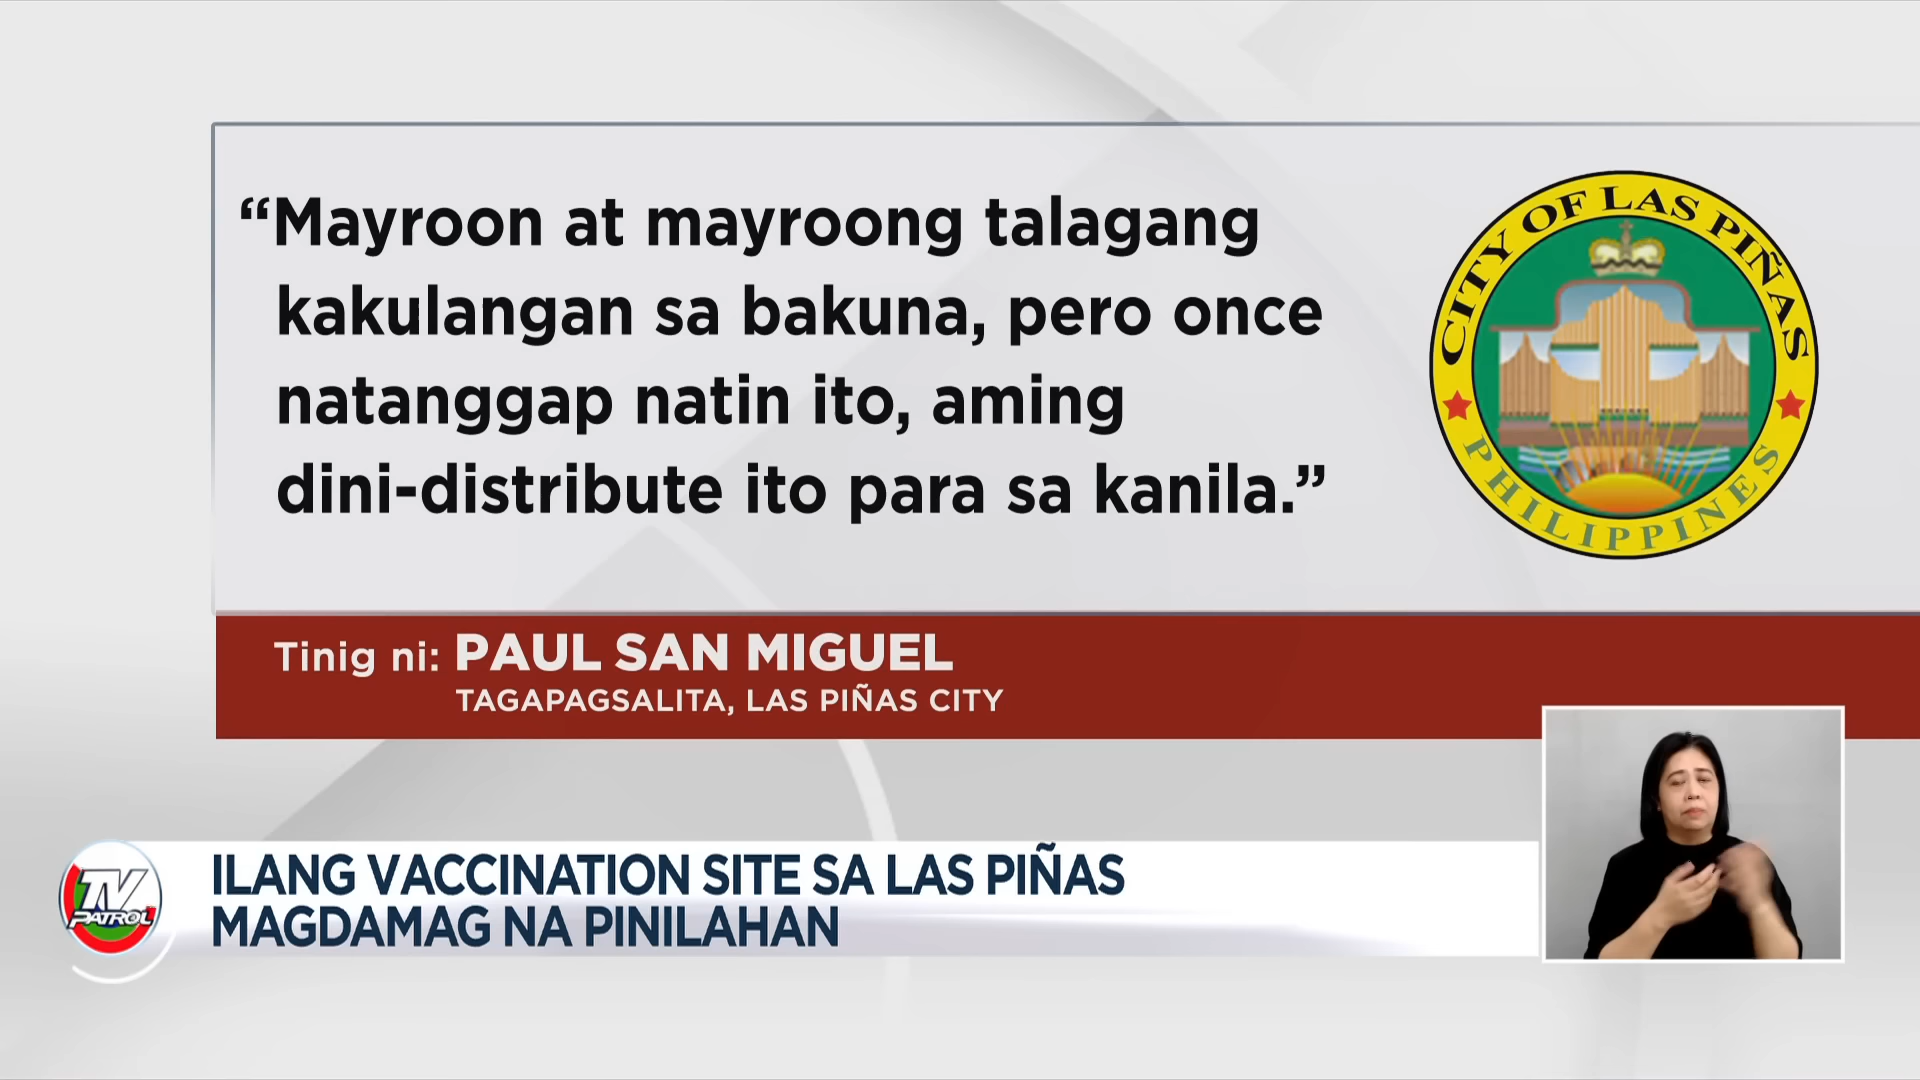 “Mayroon at mayroong talagang
kakulangan sa bakuna, pero once
natanggap natin ito, aming
dini-distribute ito para sa kanila.”
CITY OF LAS PIÑAS
PHILIPPINES
Tinig ni: PAUL SAN MIGUEL
TAGAPAGSALITA, LAS PIÑAS CITY
TV
PATROL
ILANG VACCINATION SITE SA LAS PIÑAS
MAGDAMAG NA PINILAHAN